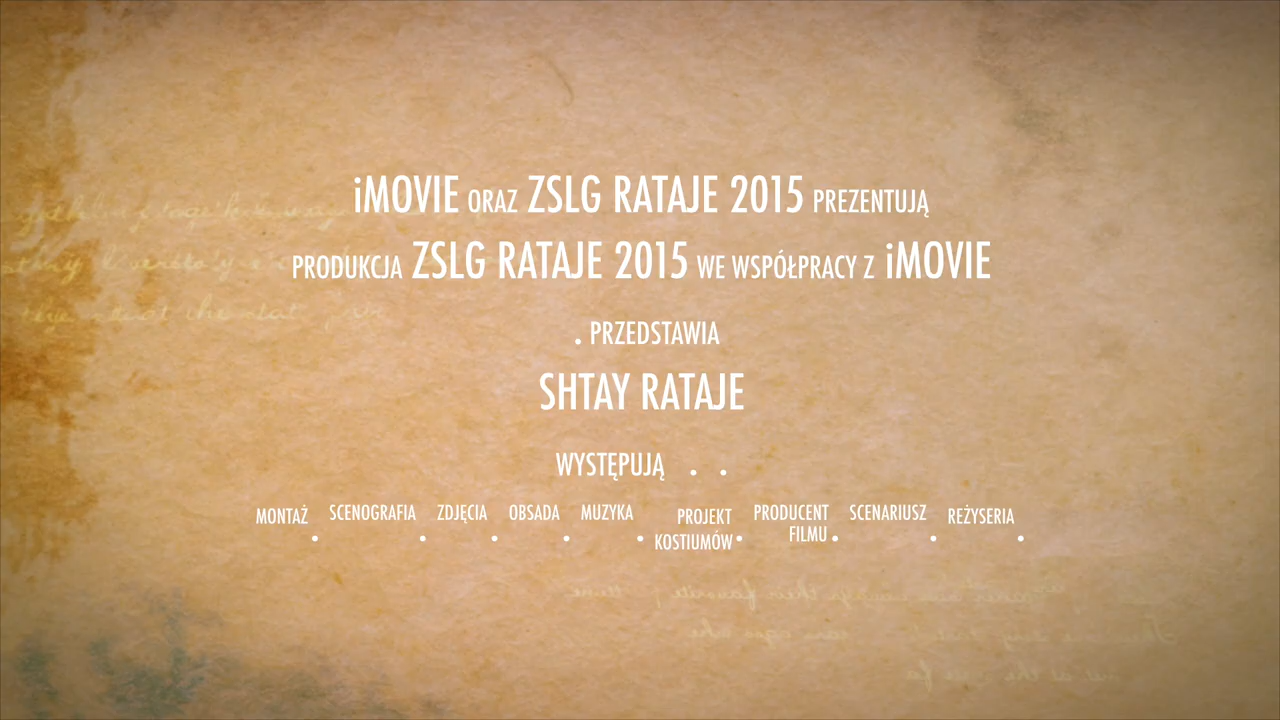 iMOVIE ORAZ ZSLG RATAJE 2015 PREZENTUJĄ
PRODUKCJA ZSLG RATAJE 2015 WE WSPÓŁPRACY Z iMOVIE
. PRZEDSTAWIA
SHTAY RATAJE
WYSTĘPUJĄ . .
MONTAŻ . SCENOGRAFIA . ZDJĘCIA . OBSADA . MUZYKA . PROJEKT KOSTIUMÓW . PRODUCENT FILMU . SCENARIUSZ . REŻYSERIA .